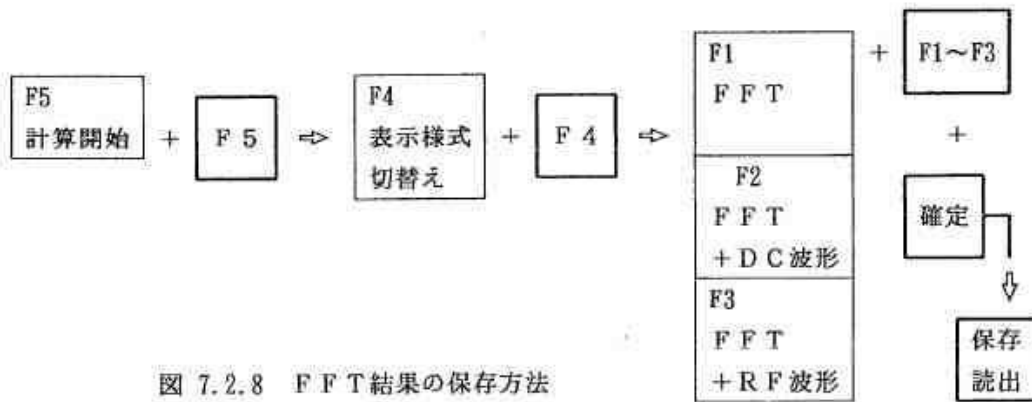 F5
計算開始
+
F 5
⇨
F4
表示様式
切替え
+
F 4
⇨
F1
F F T
F2
F F T
+DC波形
F3
F F T
+RF波形
+
F1～F3
+
確定
⇩
保存
読出
図 7.2.8 FFT結果の保存方法